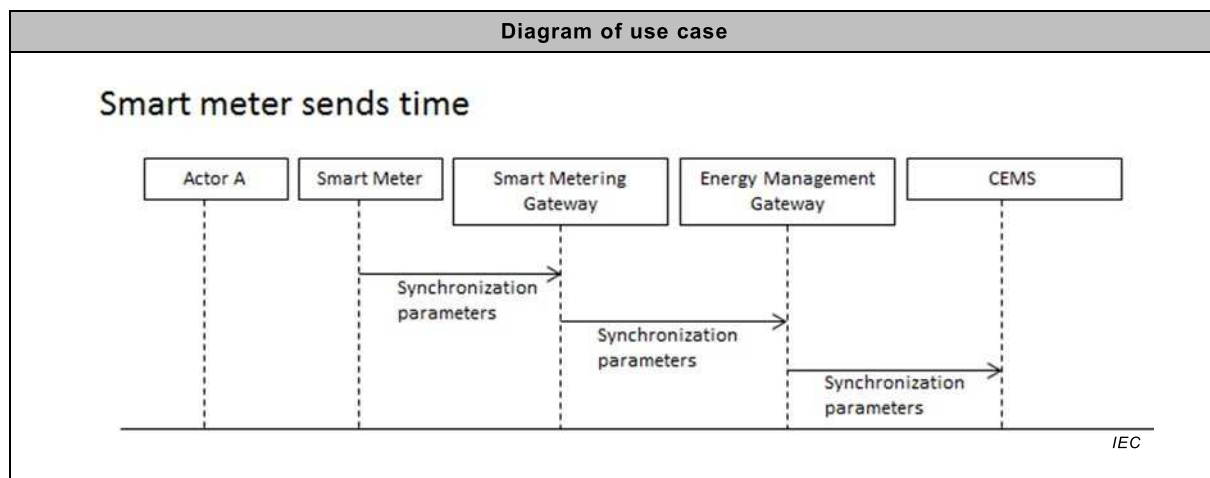 Diagram of use case
Smart meter sends time
Actor A
Smart Meter
Smart Metering
Gateway
Energy Management
Gateway
CEMS
Synchronization
parameters
Synchronization
parameters
Synchronization
parameters
IEC